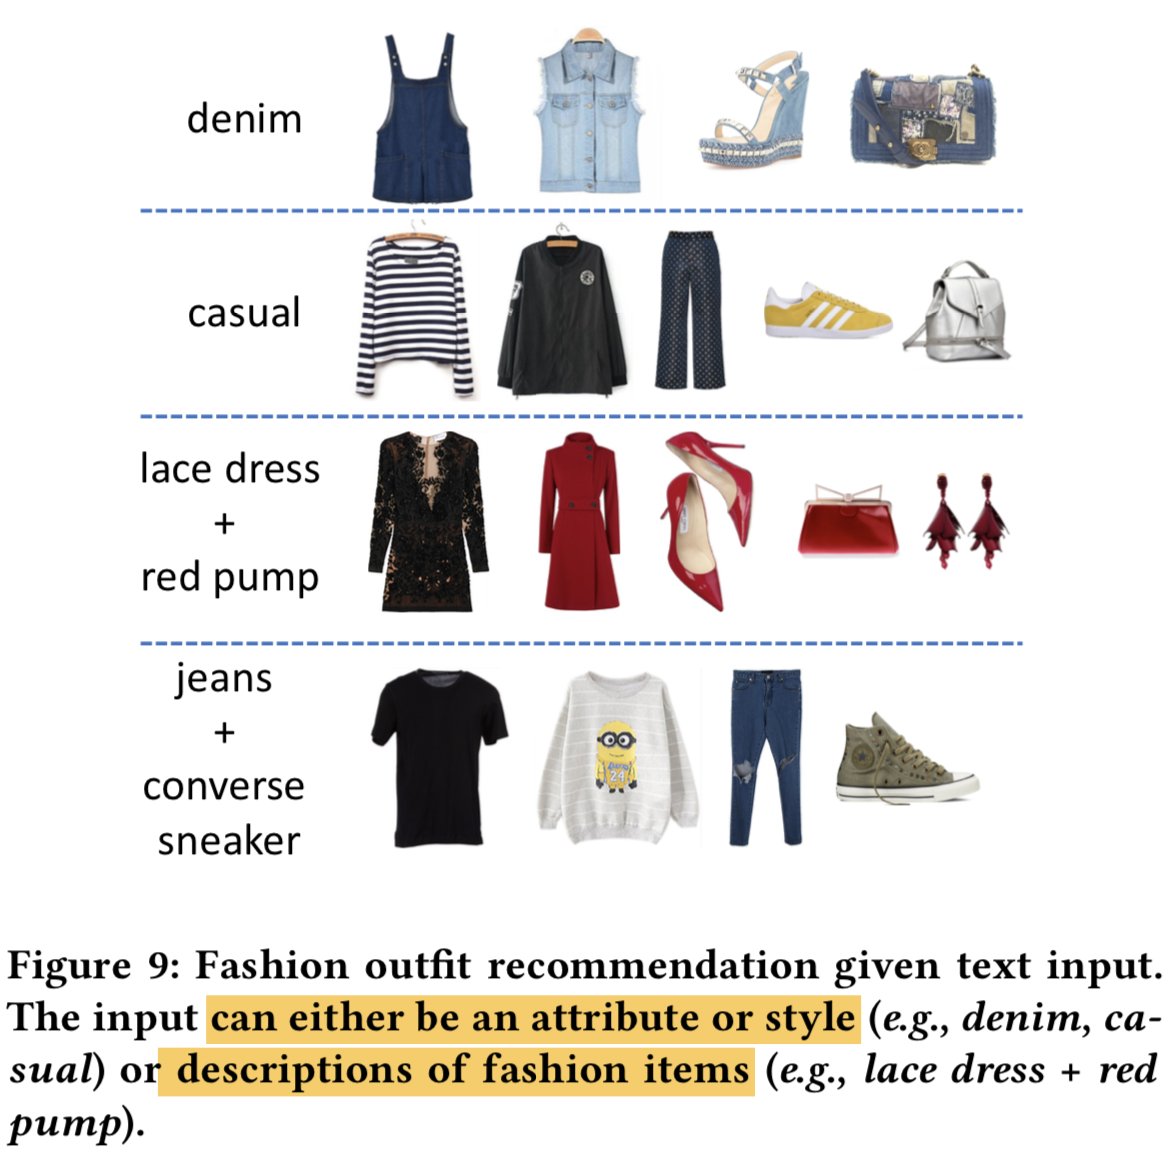 denim
casual
lace dress
+
red pump
24
jeans
+
converse
sneaker
Figure 9: Fashion outfit recommendation given text input.
The input can either be an attribute or style (e.g., denim, ca-
sual) or descriptions of fashion items (e.g., lace dress + red
pump).